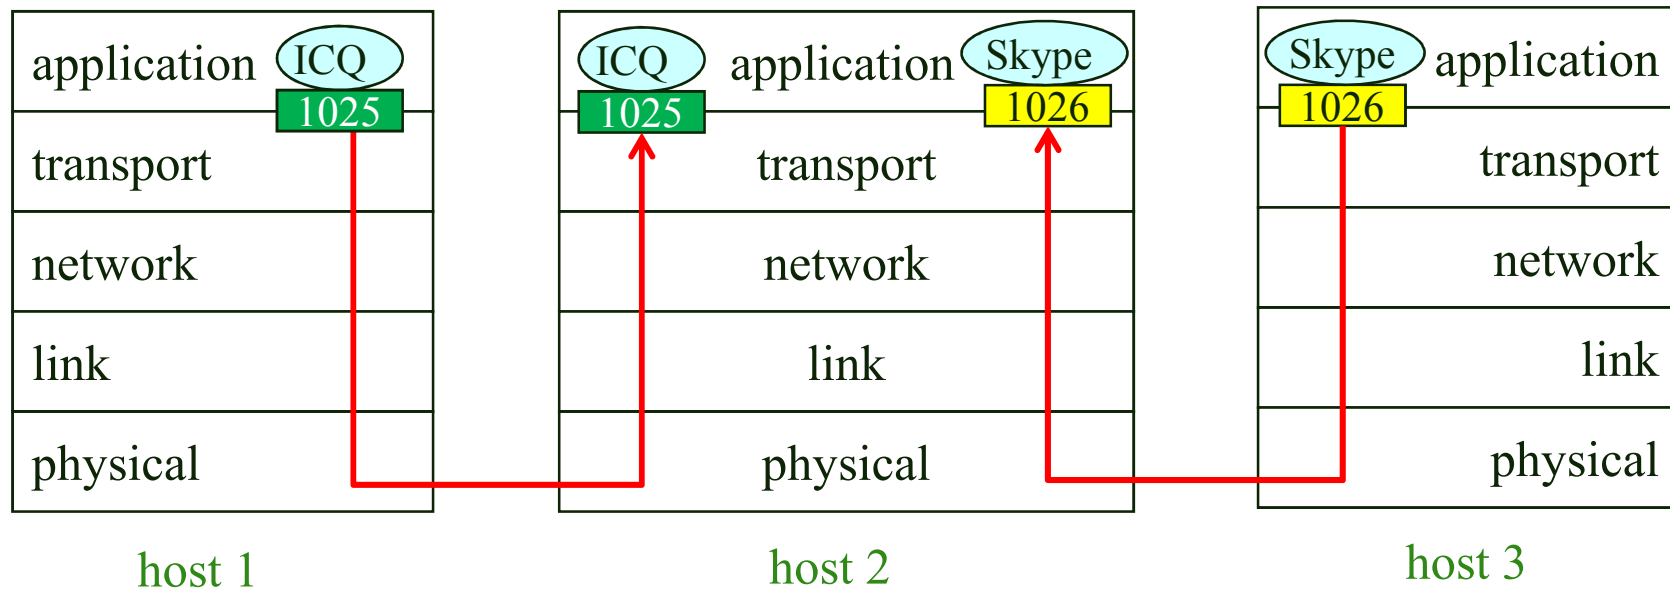 application ICQ
1025
transport
network
link
physical
host 1
ICQ application Skype
1025 1026
transport
network
link
physical
host 2
Skype application
1026
transport
network
link
physical
host 3